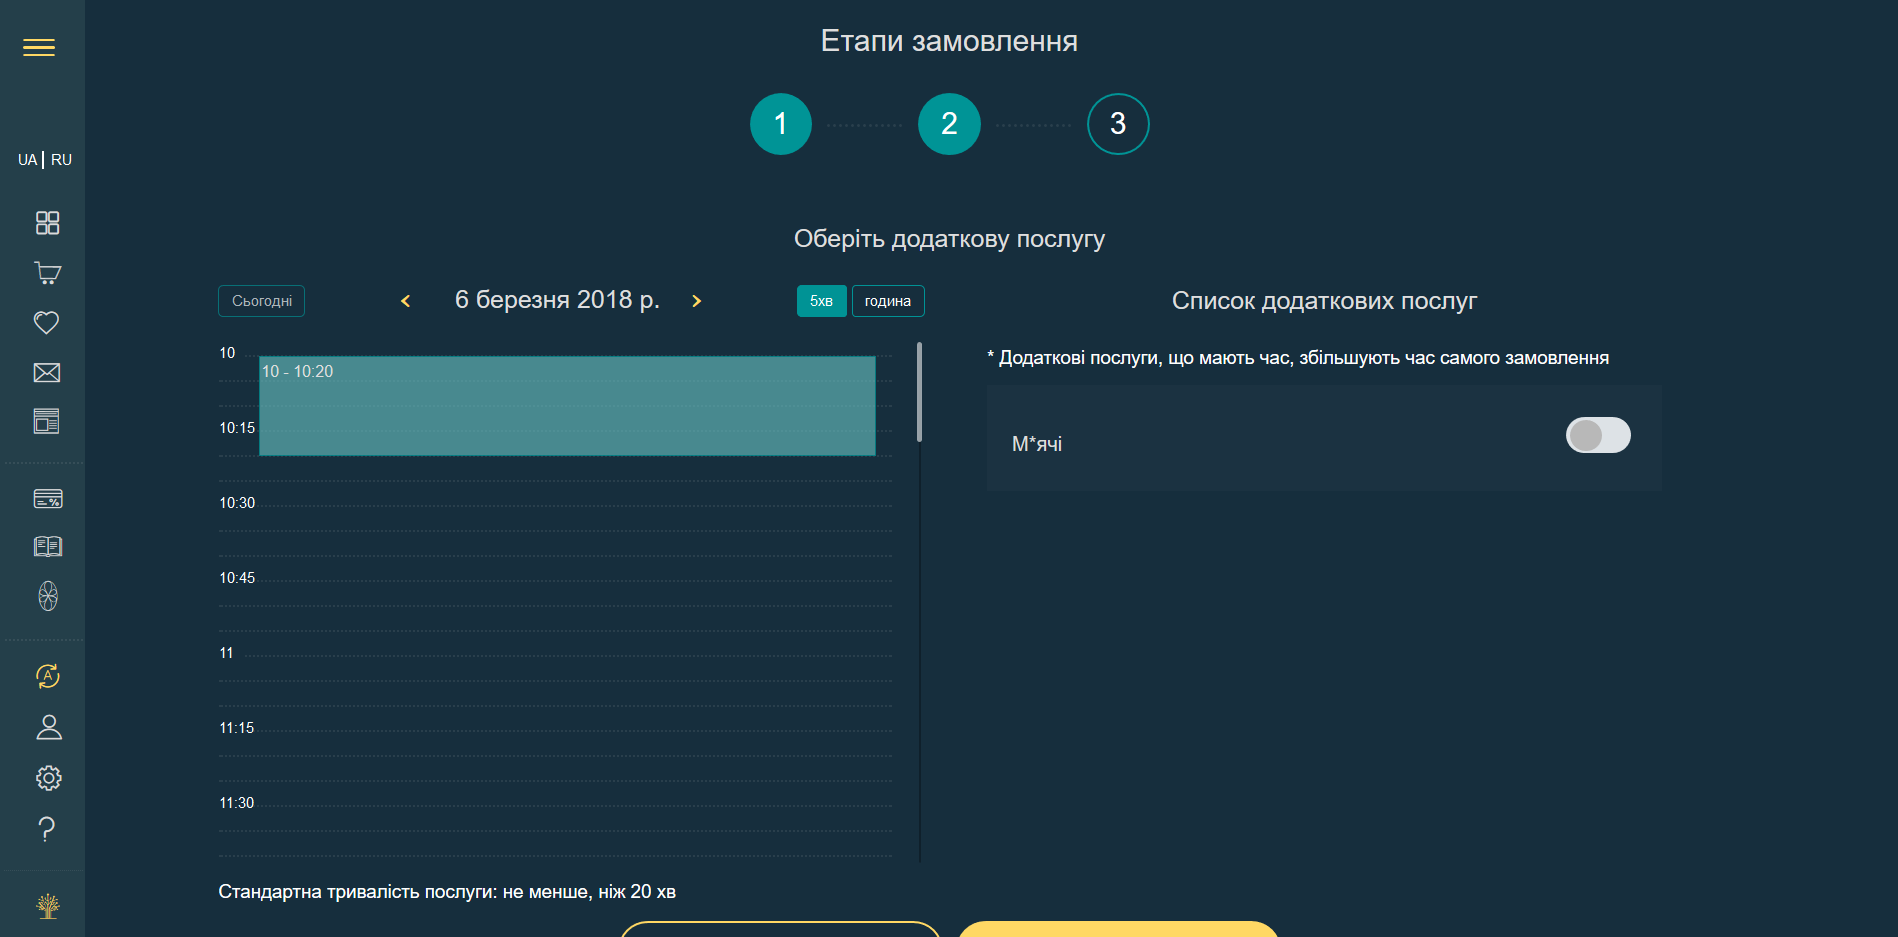 Етапи замовлення
1 2 3
UA | RU
Оберіть додаткову послугу
Сьогодні
6 березня 2018 р.
5хв
година
10
10 - 10:20
10:15
10:30
10:45
11
11:15
11:30
Стандартна тривалість послуги: не менше, ніж 20 хв
Список додаткових послуг
* Додаткові послуги, що мають час, збільшують час самого замовлення
М*ячі